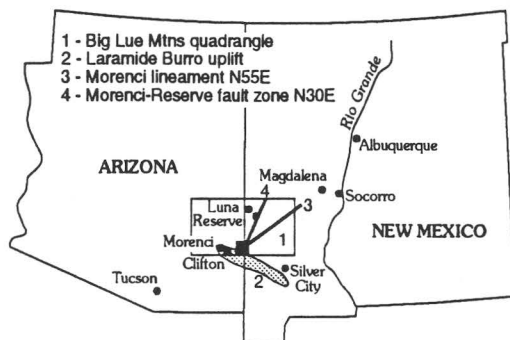 1 - Big Lue Mtns quadrangle
2 - Laramide Burro uplift
3 - Morenci lineament N55E
4 - Morenci-Reserve fault zone N30E
Rio Grande
Albuquerque
ARIZONA
Magdalena
4
3
Socorro
Luna
Reserve
NEW MEXICO
Morenci
1
Clifton
Silver
City
2
Tucson